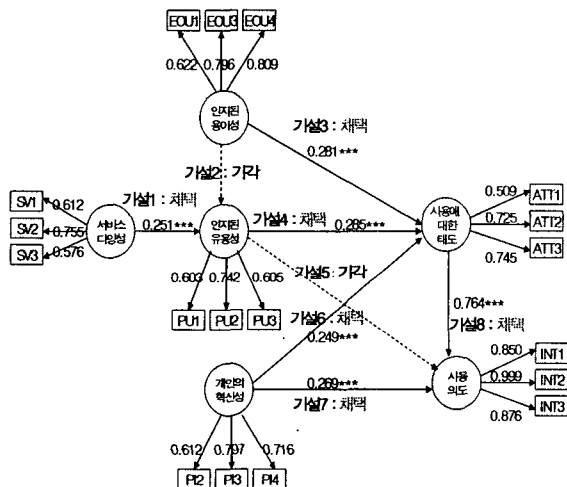 EOU1 EOU3 EOU4
0.622 0.796 0.809
인지된
용이성
가설3 : 채택
0.281 ***
가설2 : 기각
SV1
SV2
SV3
0.612
0.755
0.576
서비스
다양성
가설1 : 채택
0.251***
인지된
유용성
가설4 : 채택
0.285***
사용에
대한
태도
0.509
0.725
0.745
ATT1
ATT2
ATT3
가설5 : 기각
0.603 0.742 0.605
PU1 PU2 PU3
가설6 : 채택
0.249***
0.764***
가설8 : 채택
개인의
혁신성
0.269***
가설7 : 채택
사용
의도
0.850
0.999
0.876
INT1
INT2
INT3
0.612 0.797 0.716
PI2 PI3 PI4